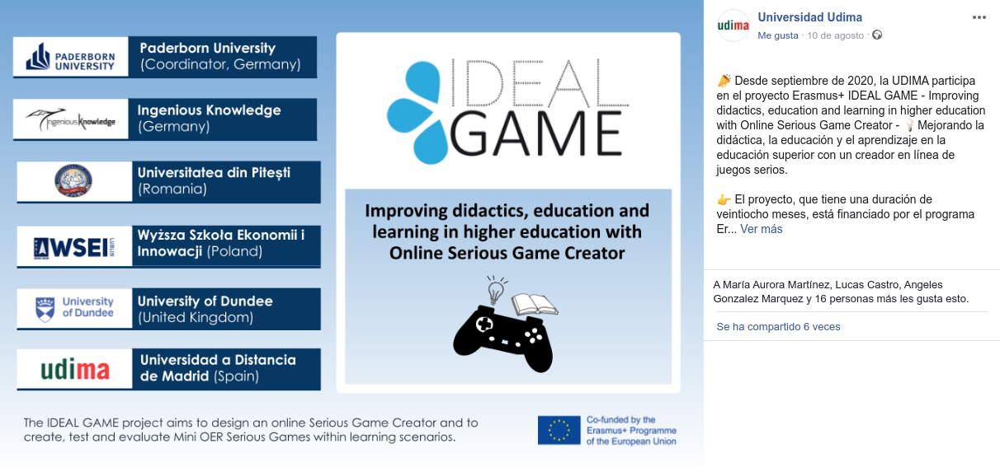 PADERBORN
UNIVERSITY
Paderborn University
(Coordinator, Germany)
IngeniousKnowledge
Ingenious Knowledge
(Germany)
Universitatea din Pitești
(Romania)
WSEI
LUBLIN
Wyższa Szkoła Ekonomii i
Innowacji (Poland)
University
of Dundee
University of Dundee
(United Kingdom)
udima
Universidad a Distancia
de Madrid (Spain)
IDEAL
GAME
Improving didactics, education and
learning in higher education with
Online Serious Game Creator
The IDEAL GAME project aims to design an online Serious Game Creator and to
create, test and evaluate Mini OER Serious Games within learning scenarios.
Co-funded by the
Erasmus+ Programme
of the European Union
udima
Universidad Udima
Me gusta · 10 de agosto ·
Desde septiembre de 2020, la UDIMA participa
en el proyecto Erasmus+ IDEAL GAME - Improving
didactics, education and learning in higher education
with Online Serious Game Creator - 💡Mejorando la
didáctica, la educación y el aprendizaje en la
educación superior con un creador en línea de
juegos serios.
👉 El proyecto, que tiene una duración de
veintiocho meses, está financiado por el programa
Er... Ver más
A María Aurora Martínez, Lucas Castro, Angeles
Gonzalez Marquez y 16 personas más les gusta esto.
Se ha compartido 6 veces